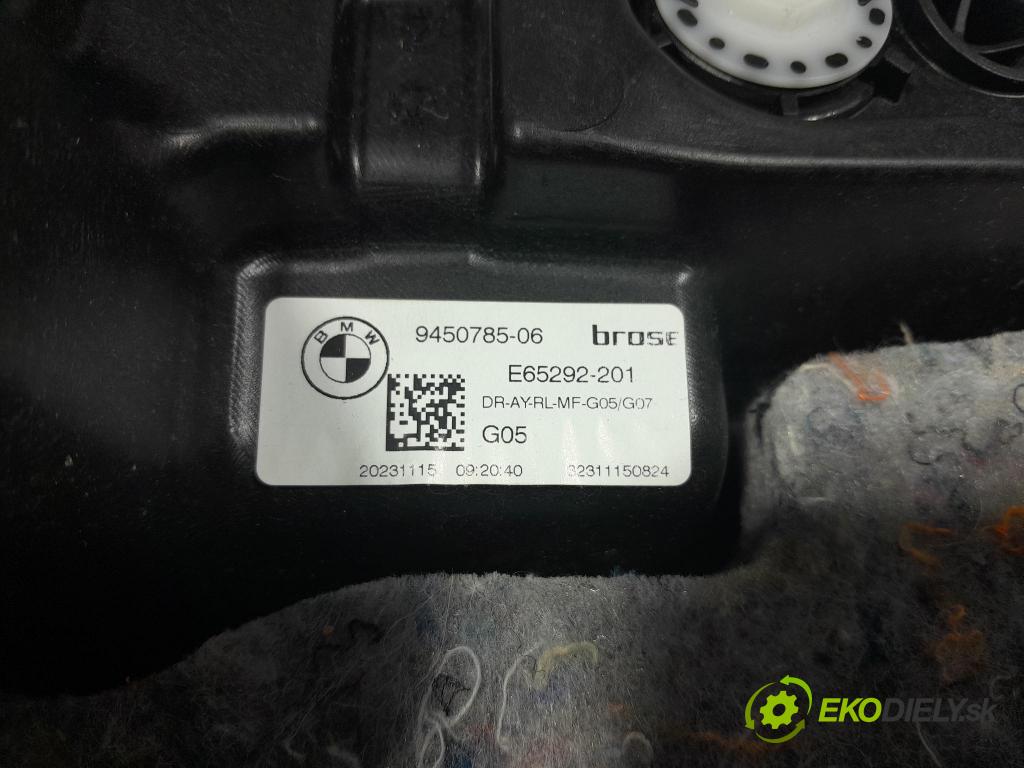 BMW
9450785-06 brose
E65292-201
DR-AY-RL-MF-G05/G07
G05
20231115 09:20:40 32311150824
EKODIELY.sk